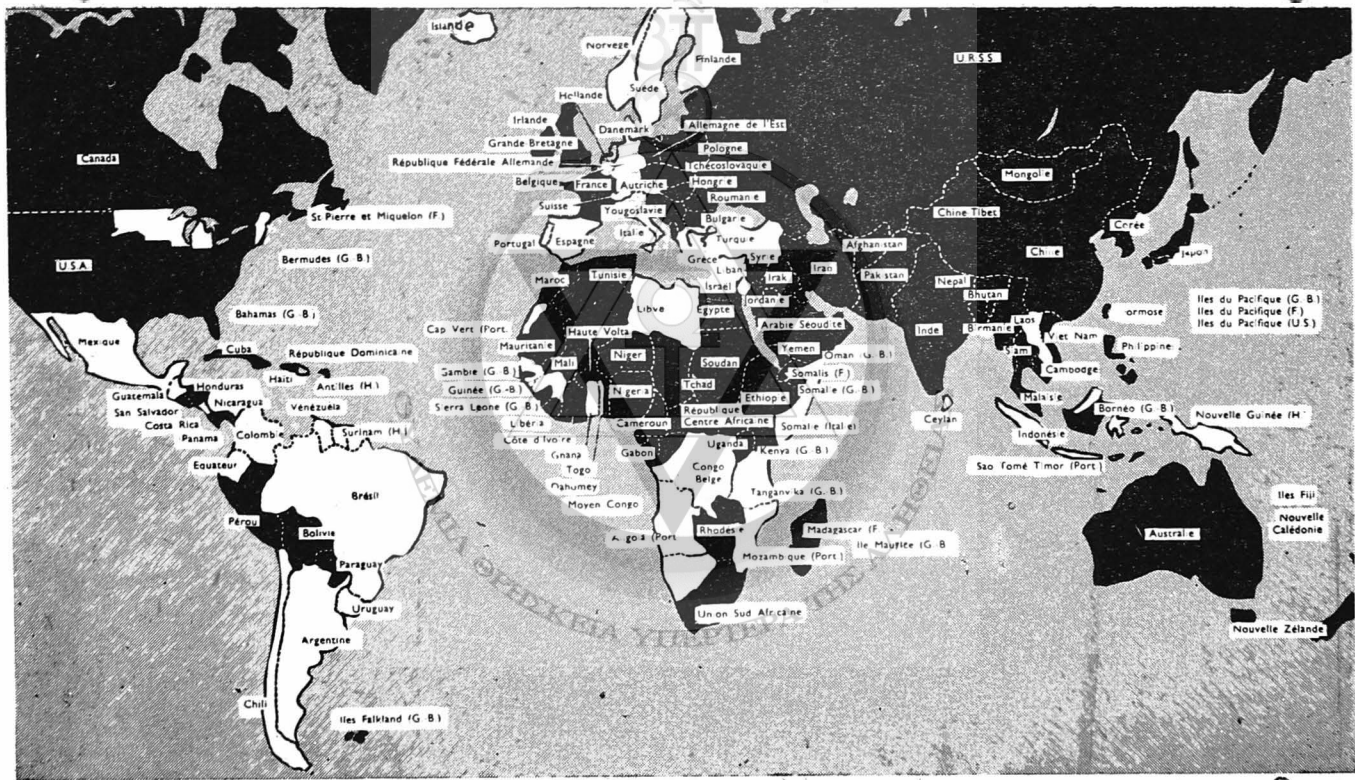 Islande
Norvege
Finlande
U.R.S.S.
Suède
Hollande
Irlande
Danemark
Allemagne de l'Est
Grande Bretagne
Pologne
Canada
République Fédérale Allemande
Tchécoslovaquie
Mongolie
Belgique
France
Autriche
Hongrie
Suisse
Roumanie
St Pierre et Miquelon (F.)
Yougoslavie
Chine Tibet
Bulgarie
Italie
Corée
Portugal
Espagne
Turquie
Afghanistan
Chine
Japon
U.S.A.
Bermudes (G. B.)
Grèce
Syrie
Liban
Iran
Maroc
Tunisie
Irak
Pakistan
Israel
Nepal
Bhutan
Jordanie
Iles du Pacifique (G. B.)
Iles du Pacifique (F.)
Iles du Pacifique (U.S.)
Libye
Egypte
Bahamas (G. B.)
Formose
Cap Vert (Port.
Haute Volta
Arabie Séoudite
Inde
Birmanie
Laos
Viet Nam
Mexique
Mauritanie
Yemen
Siam
Philippine
Cuba
République Dominicaine
Niger
Oman (G. B.)
Mali
Soudan
Cambodge
Gambie (G. B.)
Somalis (F.)
Haïti
Antilles (H.)
Honduras
Guinée (G.-B.)
Nigeria
Tchad
Somalie (G. B.)
Guatemala
Nicaragua
Ethiopie
Malaisie
San Salvador
Vénézuéla
Sierra Leone (G. B.)
République
Centre Africaine
Ceylan
Bornéo (G. B.)
Nouvelle Guinée (H.
Costa Rica
Libéria
Cameroun
Somalie (Italie)
Surinam (H.)
Panama
Colombie
Côte d'Ivoire
Uganda
Indonésie
Ghana
Gabon
Kenya (G. B.)
Equateur
Togo
Congo
Belge
Sao Tomé Timor (Port.)
Dahomey
Tanganyika (G. B.)
Brésil
Iles Fiji
Moyen Congo
Pérou
Nouvelle
Calédonie
Bolivie
Angola (Port
Rhodésie
Madagascar (F.
Australie
Ile Maurice (G. B
Mozambique (Port.)
Paraguay
Uruguay
Union Sud Africaine
Nouvelle Zélande
Argentine
Chili
Iles Falkland (G. B.)